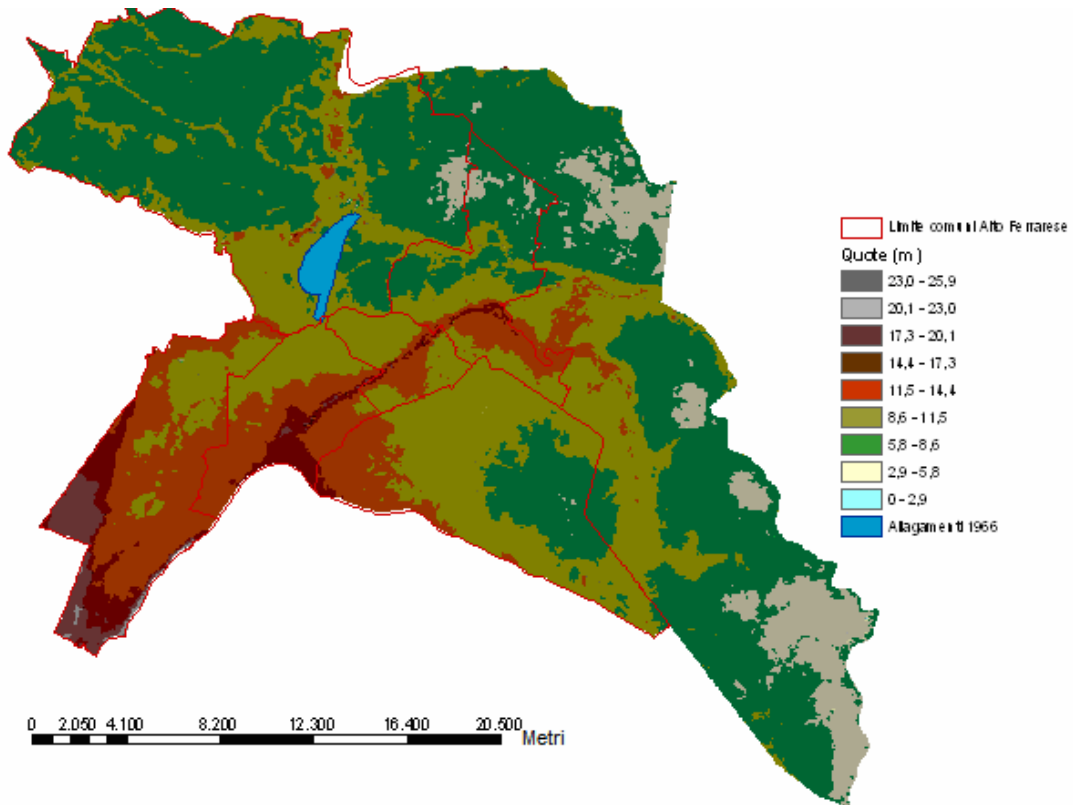 Limite comuni Alto Ferrarese
Quote (m)
23,0 - 25,9
20,1 - 23,0
17,3 - 20,1
14,4 - 17,3
11,5 - 14,4
8,6 - 11,5
5,8 - 8,6
2,9 - 5,8
0 - 2,9
Allagamenti 1966
0 2.050 4.100 8.200 12.300 16.400 20.500
Metri